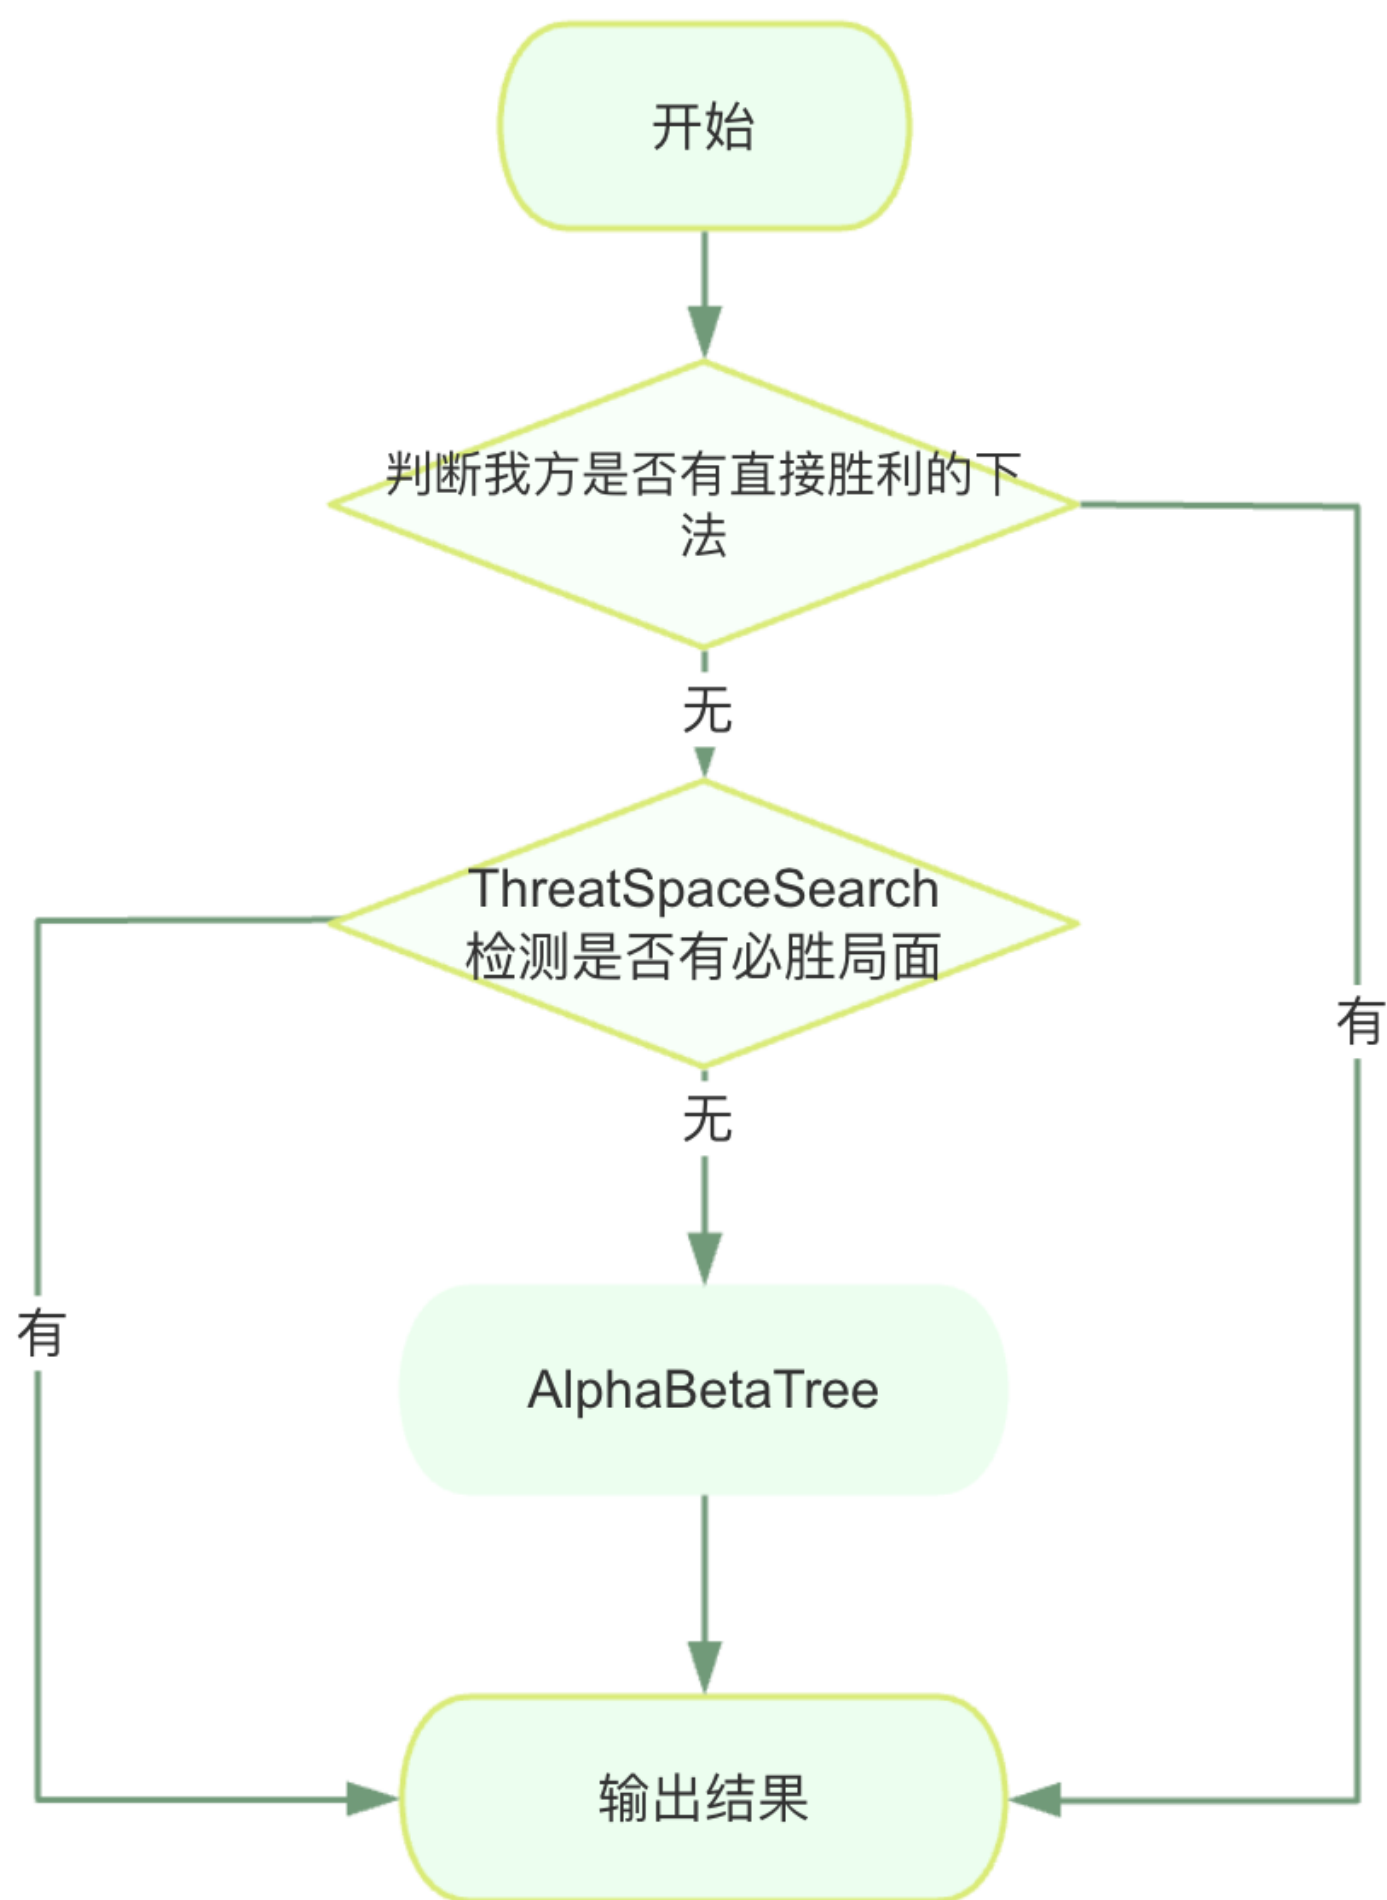 开始
判断我方是否有直接胜利的下
法
无
ThreatSpaceSearch
检测是否有必胜局面
有
无
有
AlphaBetaTree
输出结果